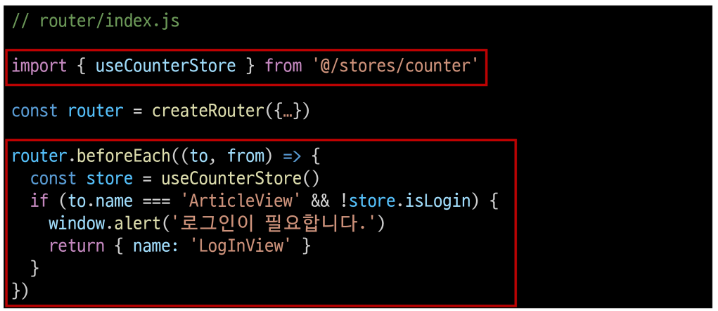 // router/index.js
import { useCounterStore } from '@/stores/counter'
const router = createRouter({…})
router.beforeEach((to, from) => {
  const store = useCounterStore()
  if (to.name === 'ArticleView' && !store.isLogin) {
    window.alert('로그인이 필요합니다.')
    return { name: 'LogInView' }
  }
})